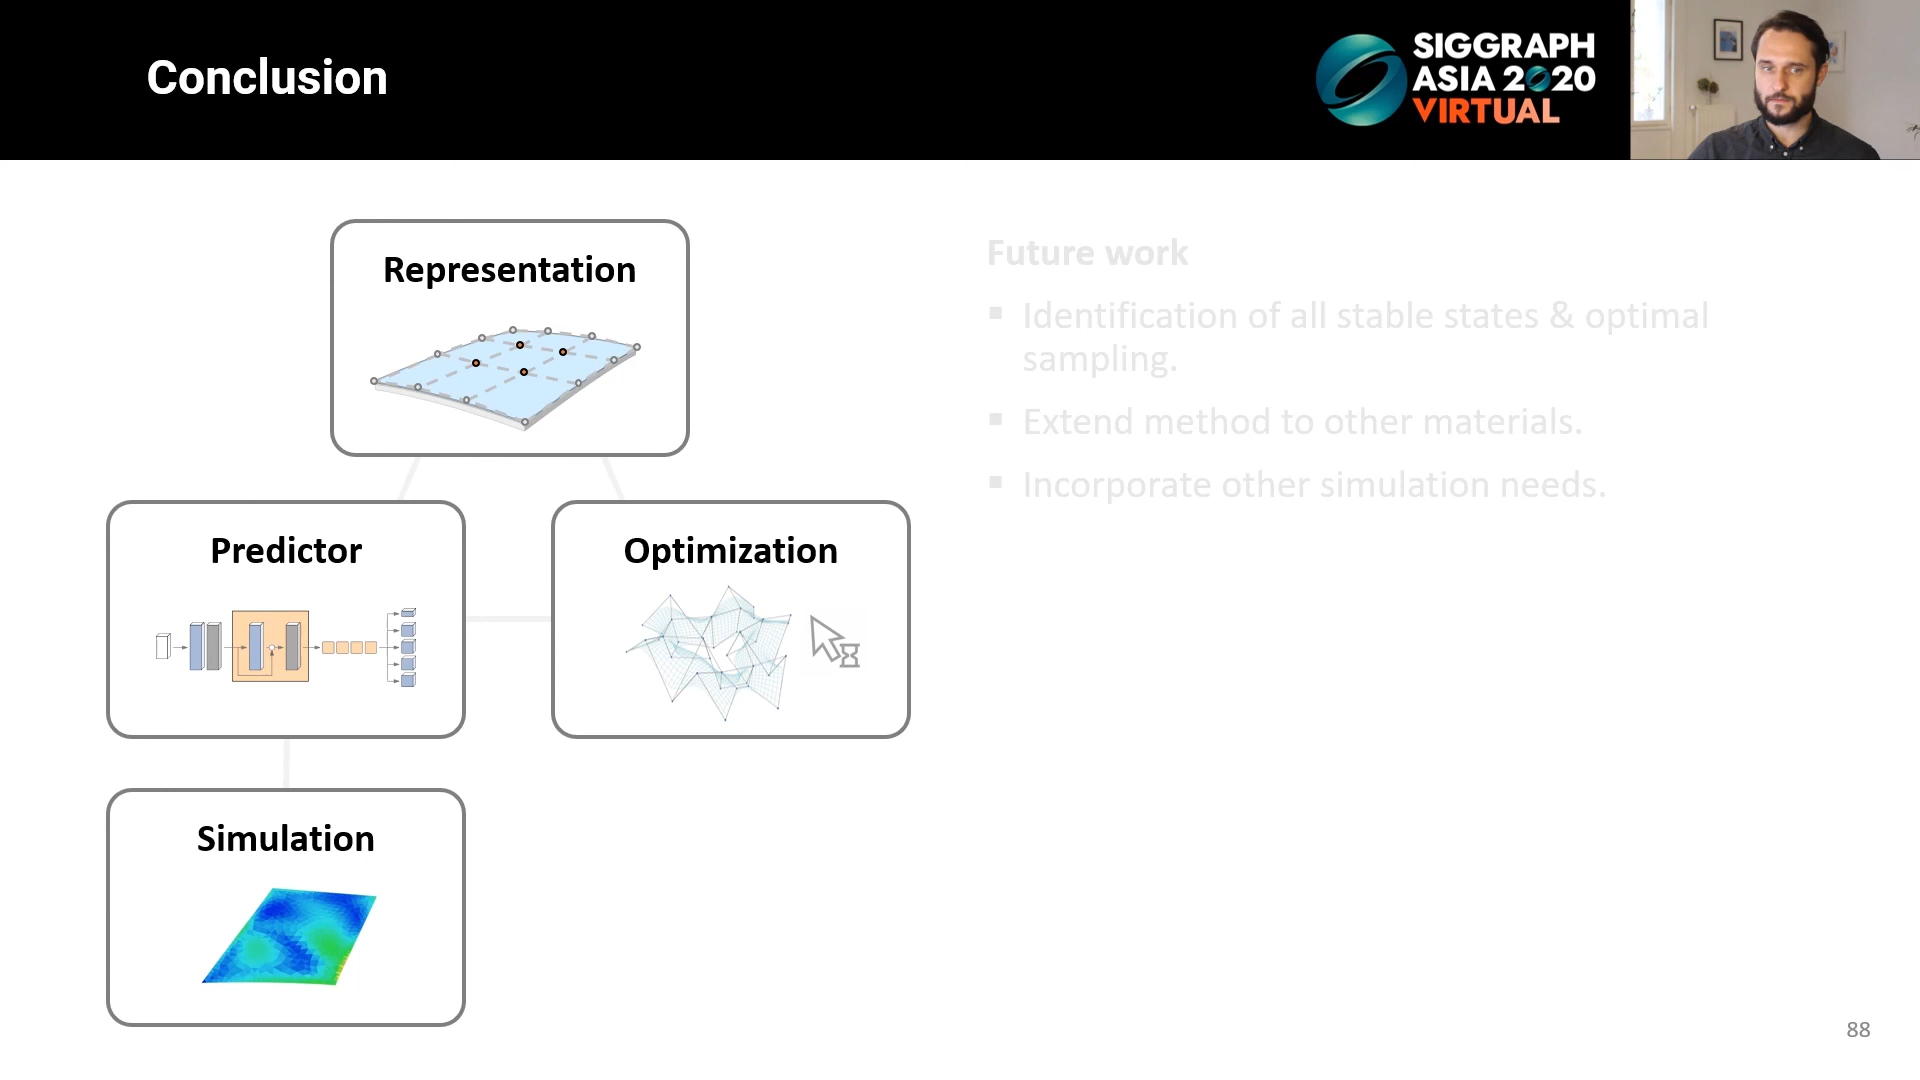 Conclusion
SIGGRAPH
ASIA 2020
VIRTUAL
Representation
Predictor
Optimization
Simulation
Future work
▪ Identification of all stable states & optimal
sampling.
▪ Extend method to other materials.
▪ Incorporate other simulation needs.
88